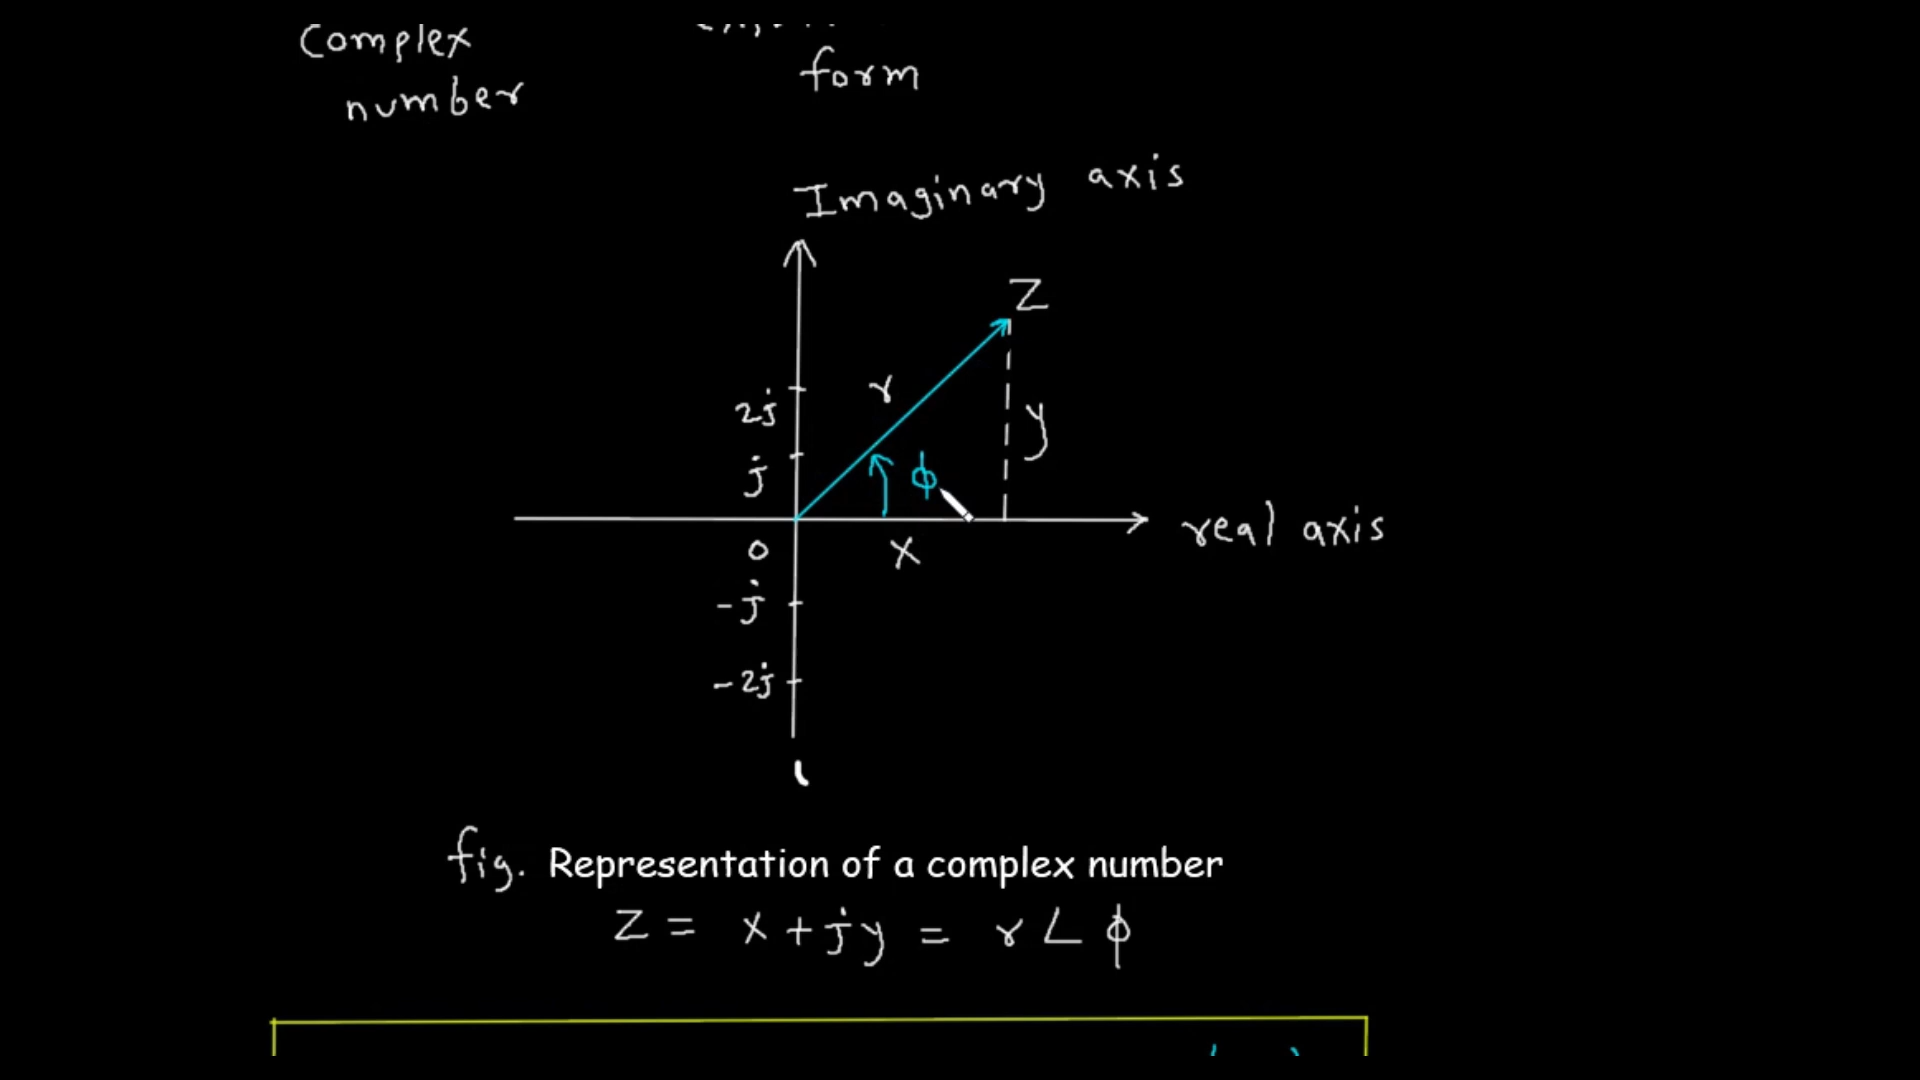 Complex
number
form
Imaginary axis
Z
r
2j
y
j
ϕ
real axis
0
x
-j
-2j
fig. Representation of a complex number
Z = x + jy = r∠ϕ